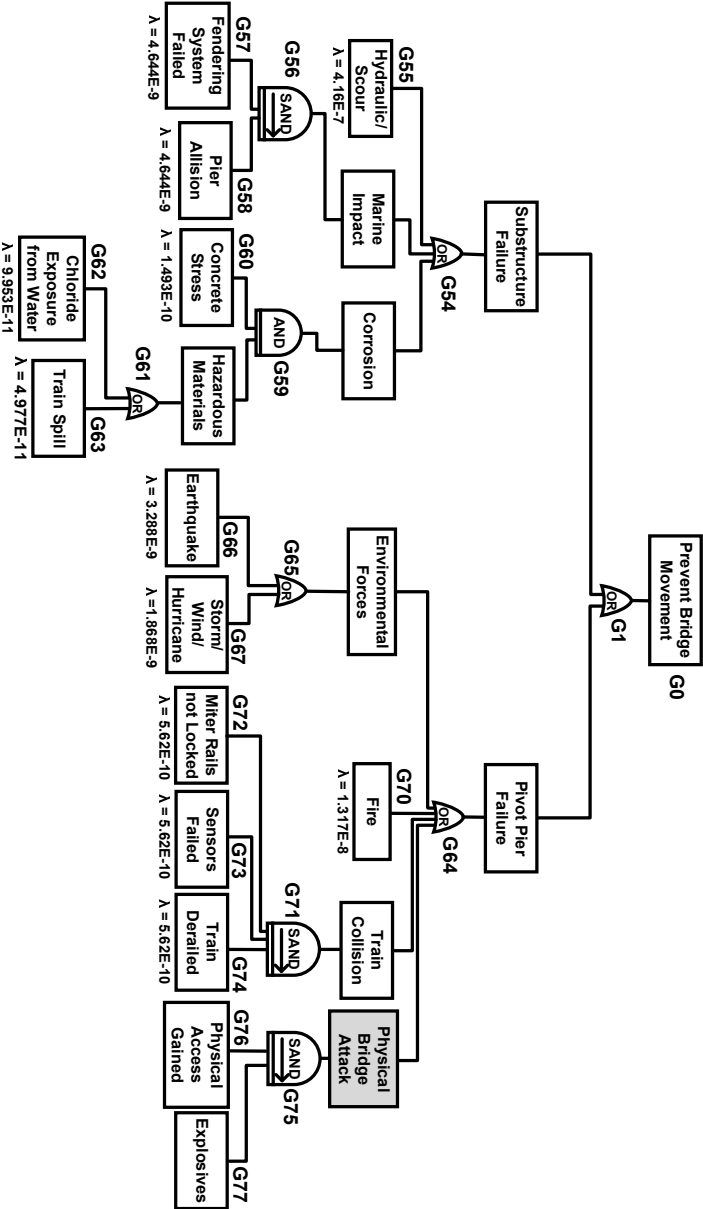 Prevent Bridge
Movement
G0
OR
G1
Substructure
Failure
Pivot Pier
Failure
OR
G54
OR
G64
G55
Hydraulic/
Scour
λ = 4.16E-7
Marine
Impact
Corrosion
Environmental
Forces
G70
Fire
λ = 1.317E-8
Train
Collision
Physical
Bridge
Attack
G56
SAND
AND
G59
G65
OR
G71
SAND
SAND
G75
G57
Fendering
System
Failed
λ = 4.644E-9
G58
Pier
Allision
λ = 4.644E-9
G60
Concrete
Stress
λ = 1.493E-10
Hazardous
Materials
G66
Earthquake
λ = 3.288E-9
G67
Storm/
Wind/
Hurricane
λ =1.868E-9
G72
Miter Rails
not Locked
λ = 5.62E-10
G73
Sensors
Failed
λ = 5.62E-10
G74
Train
Derailed
λ = 5.62E-10
G76
Physical
Access
Gained
G77
Explosives
G61
OR
G62
Chloride
Exposure
from Water
λ = 9.953E-11
G63
Train Spill
λ = 4.977E-11